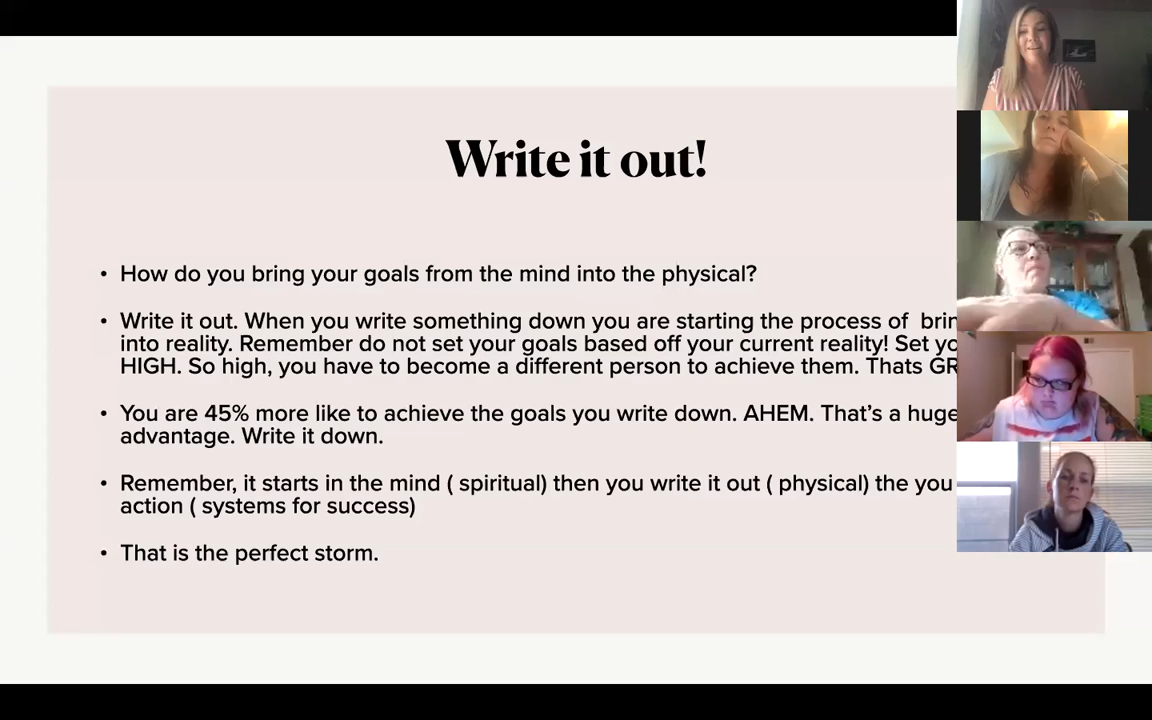 Write it out!
• How do you bring your goals from the mind into the physical?
• Write it out. When you write something down you are starting the process of
into reality. Remember do not set your goals based off your current reality! Set
HIGH. So high, you have to become a different person to achieve them. Thats
• You are 45% more like to achieve the goals you write down. AHEM. That’s a huge
advantage. Write it down.
• Remember, it starts in the mind ( spiritual) then you write it out ( physical) the you
action ( systems for success)
• That is the perfect storm.